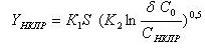 Y_НКПР = K₁S (K₂ ln (δ C₀ / C_НКПР))^0,5